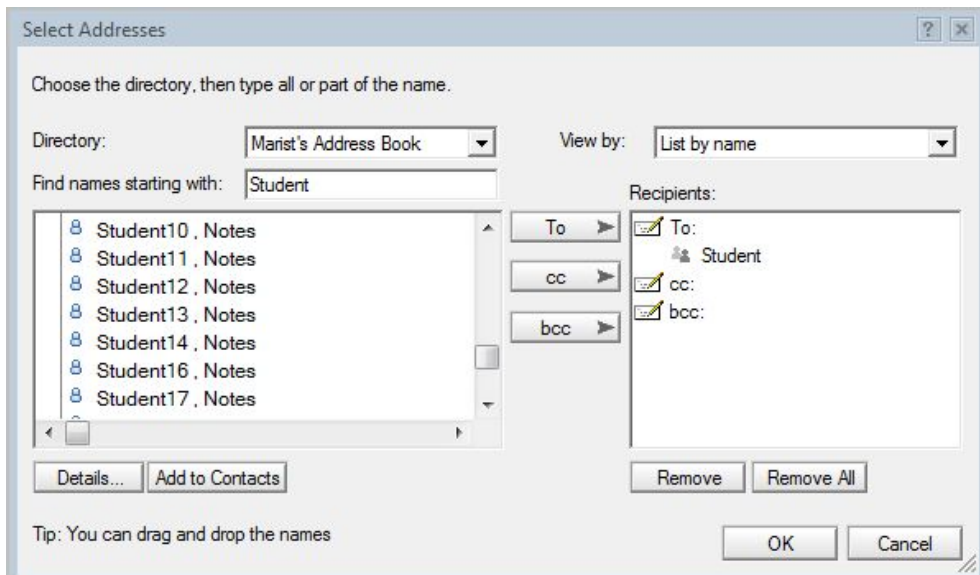 Select Addresses
Choose the directory, then type all or part of the name.
Directory: Marist's Address Book View by: List by name
Find names starting with: Student
Recipients:
Student10 , Notes
Student11 , Notes
Student12 , Notes
Student13 , Notes
Student14 , Notes
Student16 , Notes
Student17 , Notes
To
cc
bcc
To:
Student
cc:
bcc:
Details... Add to Contacts Remove Remove All
Tip: You can drag and drop the names
OK Cancel